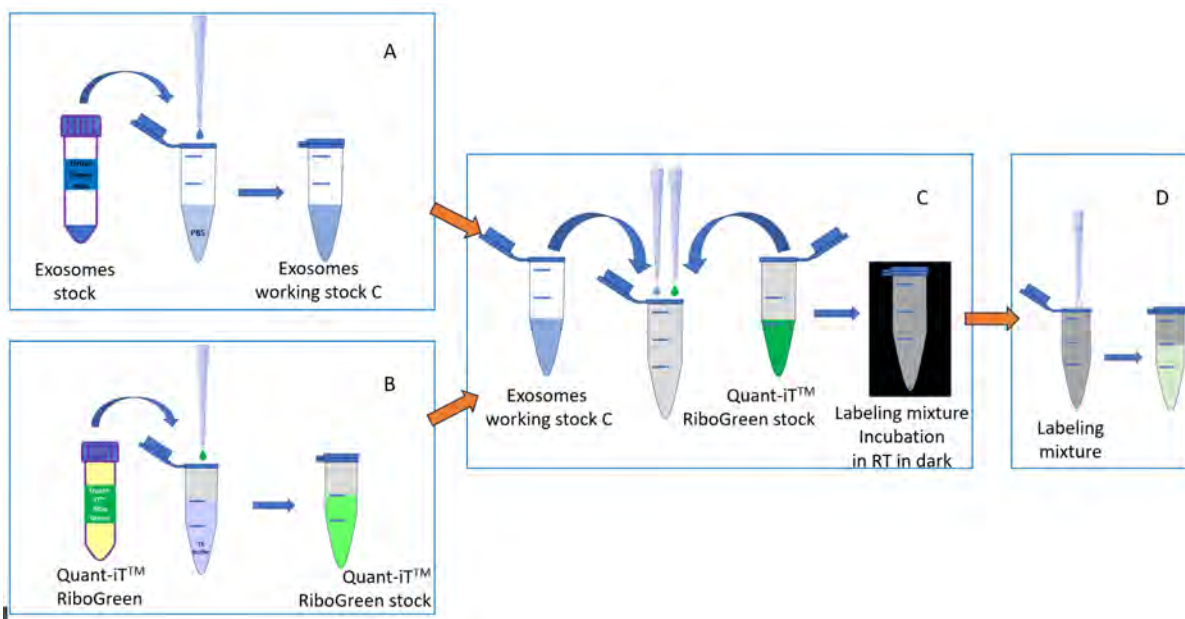 A
PBS
Exosomes
stock
Exosomes
working stock C
B
Quant-iT™
RiboGreen
Quant-iT™
RiboGreen stock
C
Exosomes
working stock C
Quant-iT™
RiboGreen stock
Labeling mixture
Incubation
in RT in dark
D
Labeling
mixture